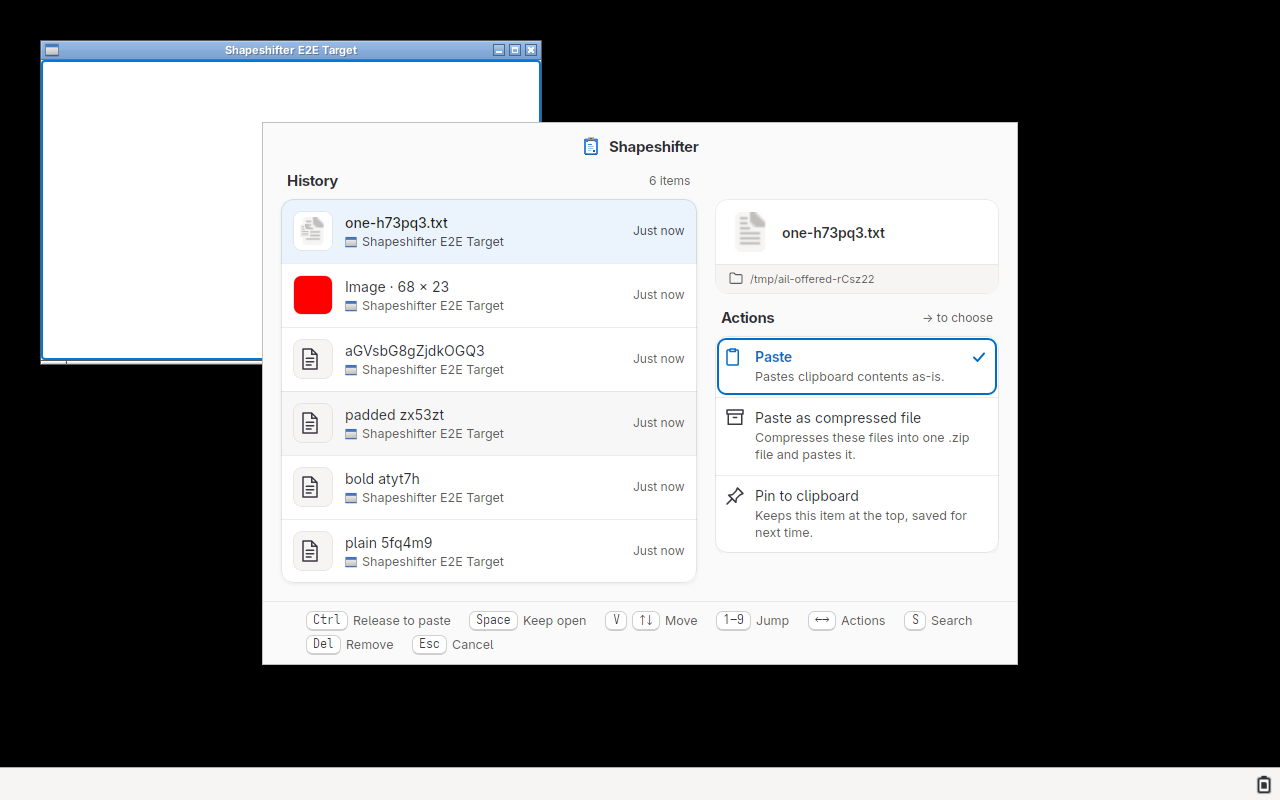 Shapeshifter E2E Target
Shapeshifter
History
6 items
one-h73pq3.txt
Shapeshifter E2E Target
Just now
Image · 68 × 23
Shapeshifter E2E Target
Just now
aGVsbG8gZjdkOGQ3
Shapeshifter E2E Target
Just now
padded zx53zt
Shapeshifter E2E Target
Just now
bold atyt7h
Shapeshifter E2E Target
Just now
plain 5fq4m9
Shapeshifter E2E Target
Just now
one-h73pq3.txt
/tmp/ail-offered-rCsz22
Actions
→ to choose
Paste
Pastes clipboard contents as-is.
Paste as compressed file
Compresses these files into one .zip
file and pastes it.
Pin to clipboard
Keeps this item at the top, saved for
next time.
Ctrl Release to paste Space Keep open V ↑↓ Move 1–9 Jump ←→ Actions S Search
Del Remove Esc Cancel